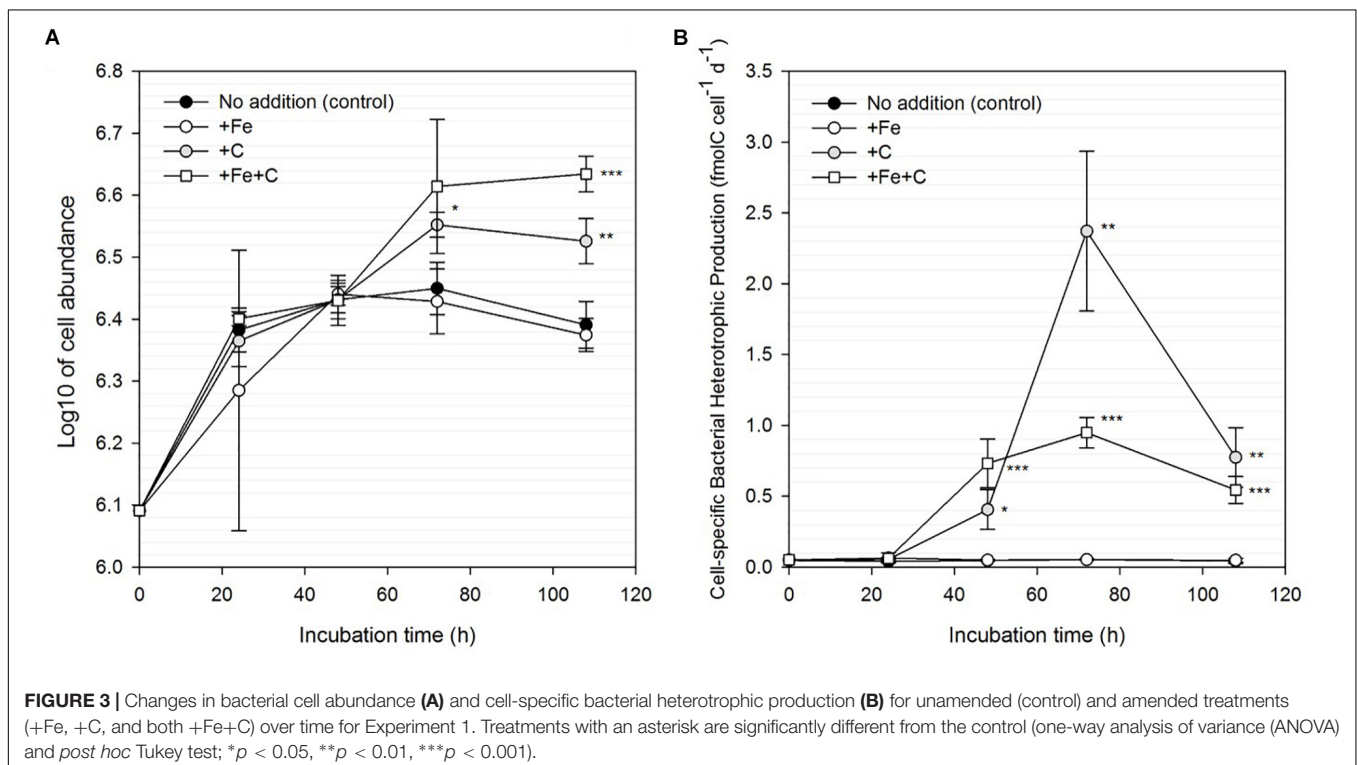 A
6.8
6.7
6.6
6.5
6.4
6.3
6.2
6.1
6.0
Log10 of cell abundance
No addition (control)
+Fe
+C
+Fe+C
***
*
**
0 20 40 60 80 100 120
Incubation time (h)
B
3.5
3.0
2.5
2.0
1.5
1.0
0.5
0.0
Cell-specific Bacterial Heterotrophic Production (fmolC cell-1 d-1)
No addition (control)
+Fe
+C
+Fe+C
**
***
***
*
**
***
0 20 40 60 80 100 120
Incubation time (h)
FIGURE 3 | Changes in bacterial cell abundance (A) and cell-specific bacterial heterotrophic production (B) for unamended (control) and amended treatments
(+Fe, +C, and both +Fe+C) over time for Experiment 1. Treatments with an asterisk are significantly different from the control (one-way analysis of variance (ANOVA)
and post hoc Tukey test; *p < 0.05, **p < 0.01, ***p < 0.001).